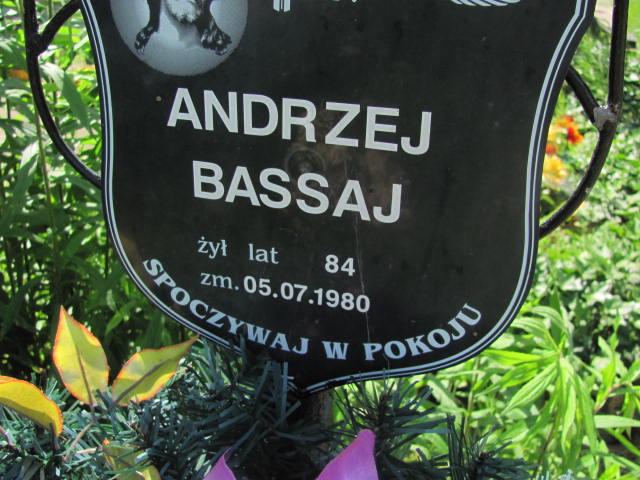 ANDRZEJ
BASSAJ
żył lat 84
zm. 05.07.1980
SPOCZYWAJ W POKOJU